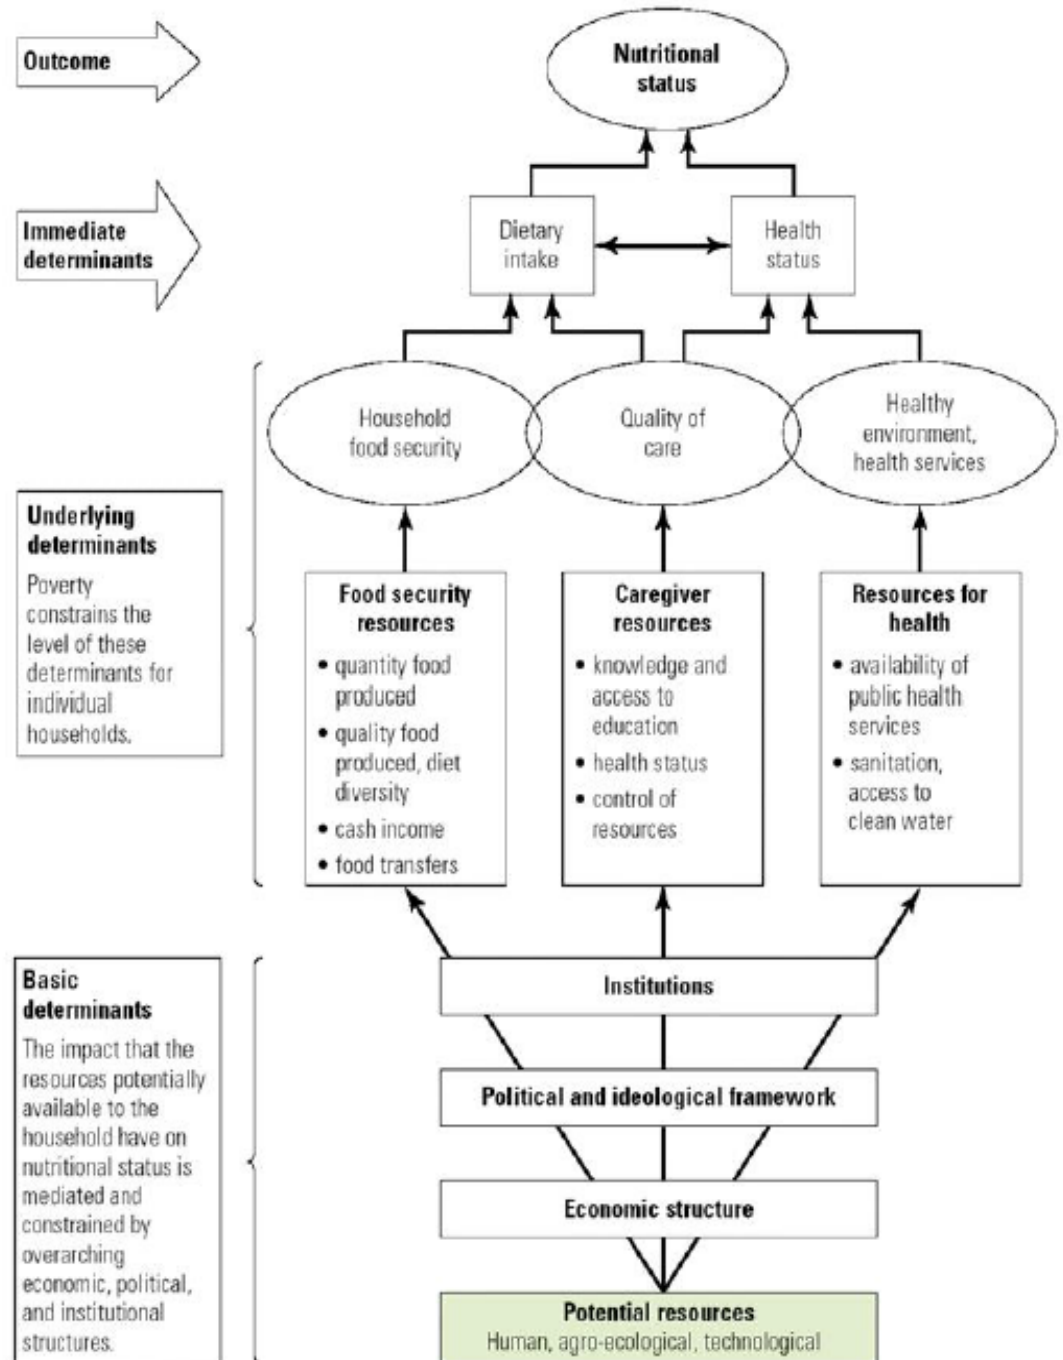 Outcome
Nutritional
status
Immediate
determinants
Dietary
intake
Health
status
Household
food security
Quality of
care
Healthy
environment,
health services
Underlying
determinants
Poverty
constrains the
level of these
determinants for
individual
households.
Food security
resources
• quantity food
produced
• quality food
produced, diet
diversity
• cash income
• food transfers
Caregiver
resources
• knowledge and
access to
education
• health status
• control of
resources
Resources for
health
• availability of
public health
services
• sanitation,
access to
clean water
Basic
determinants
The impact that the
resources potentially
available to the
household have on
nutritional status is
mediated and
constrained by
overarching
economic, political,
and institutional
structures.
Institutions
Political and ideological framework
Economic structure
Potential resources
Human, agro-ecological, technological